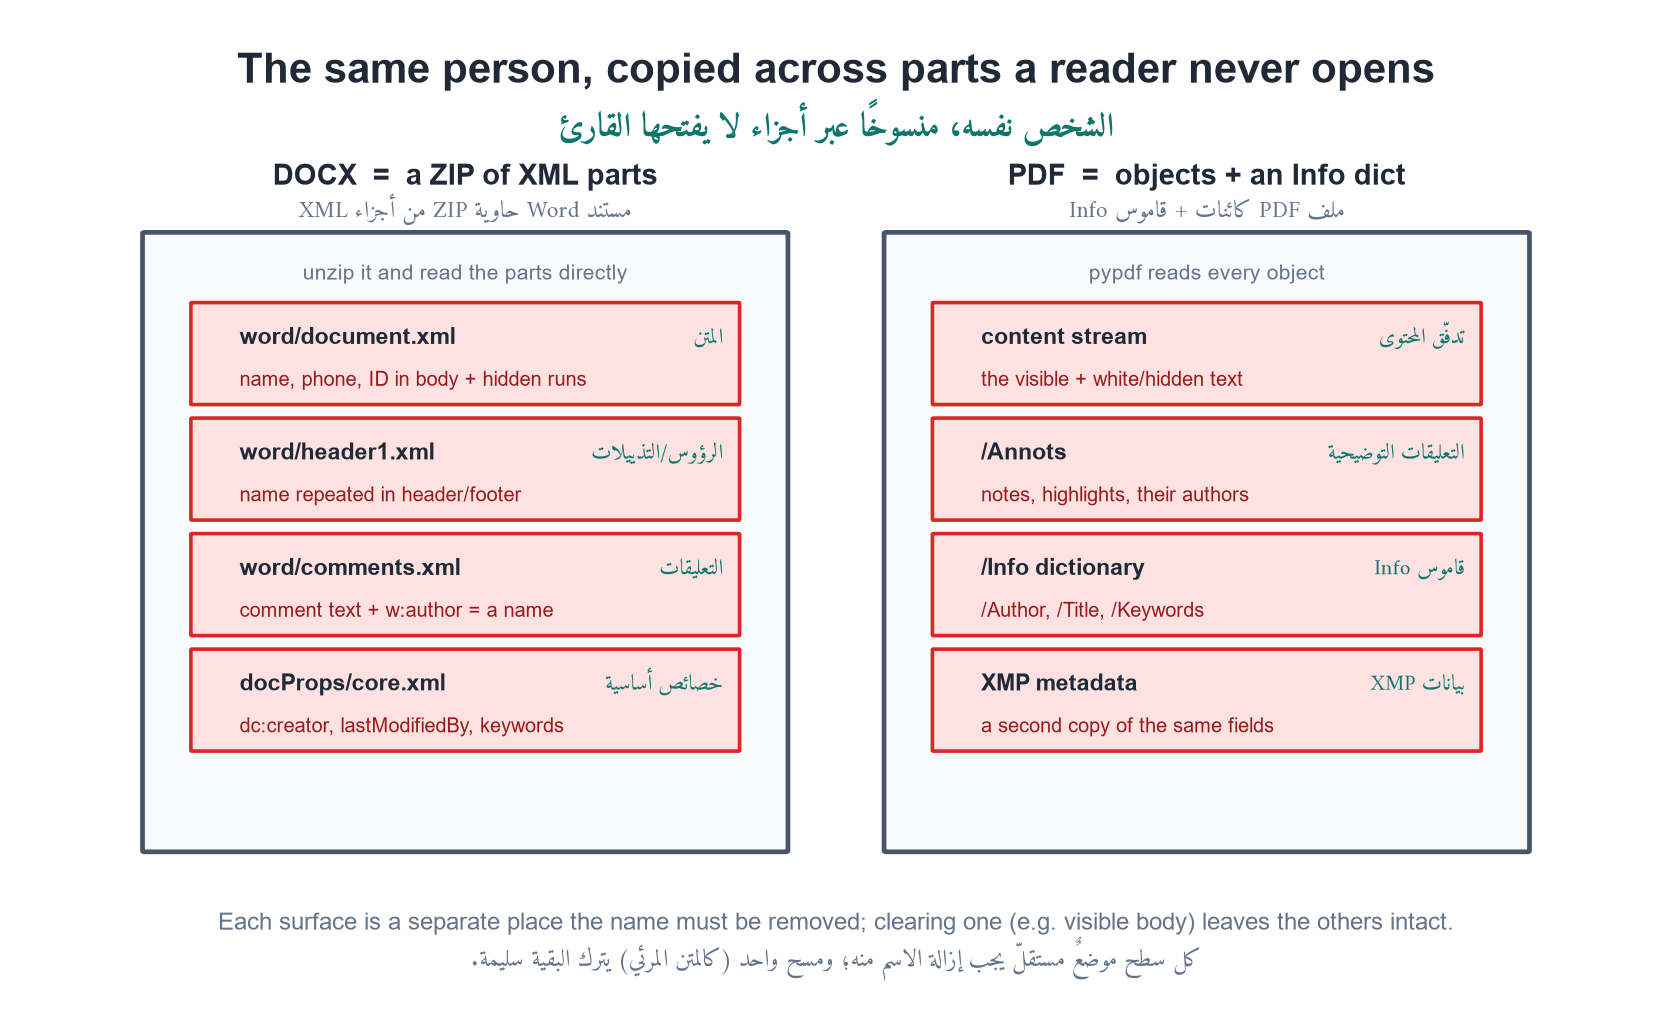 The same person, copied across parts a reader never opens
الشخص نفسه، منسوخًا عبر أجزاء لا يفتحها القارئ
DOCX = a ZIP of XML parts
مستند Word حاوية ZIP من أجزاء XML
unzip it and read the parts directly
word/document.xml المتن
name, phone, ID in body + hidden runs
word/header1.xml الرؤوس/التذييلات
name repeated in header/footer
word/comments.xml التعليقات
comment text + w:author = a name
docProps/core.xml خصائص أساسية
dc:creator, lastModifiedBy, keywords
PDF = objects + an Info dict
ملف PDF كائنات + قاموس Info
pypdf reads every object
content stream تدفّق المحتوى
the visible + white/hidden text
/Annots التعليقات التوضيحية
notes, highlights, their authors
/Info dictionary قاموس Info
/Author, /Title, /Keywords
XMP metadata بيانات XMP
a second copy of the same fields
Each surface is a separate place the name must be removed; clearing one (e.g. visible body) leaves the others intact.
كل سطح موضعٌ مستقلّ يجب إزالة الاسم منه؛ ومسح واحد (كالمتن المرئي) يترك البقية سليمة.